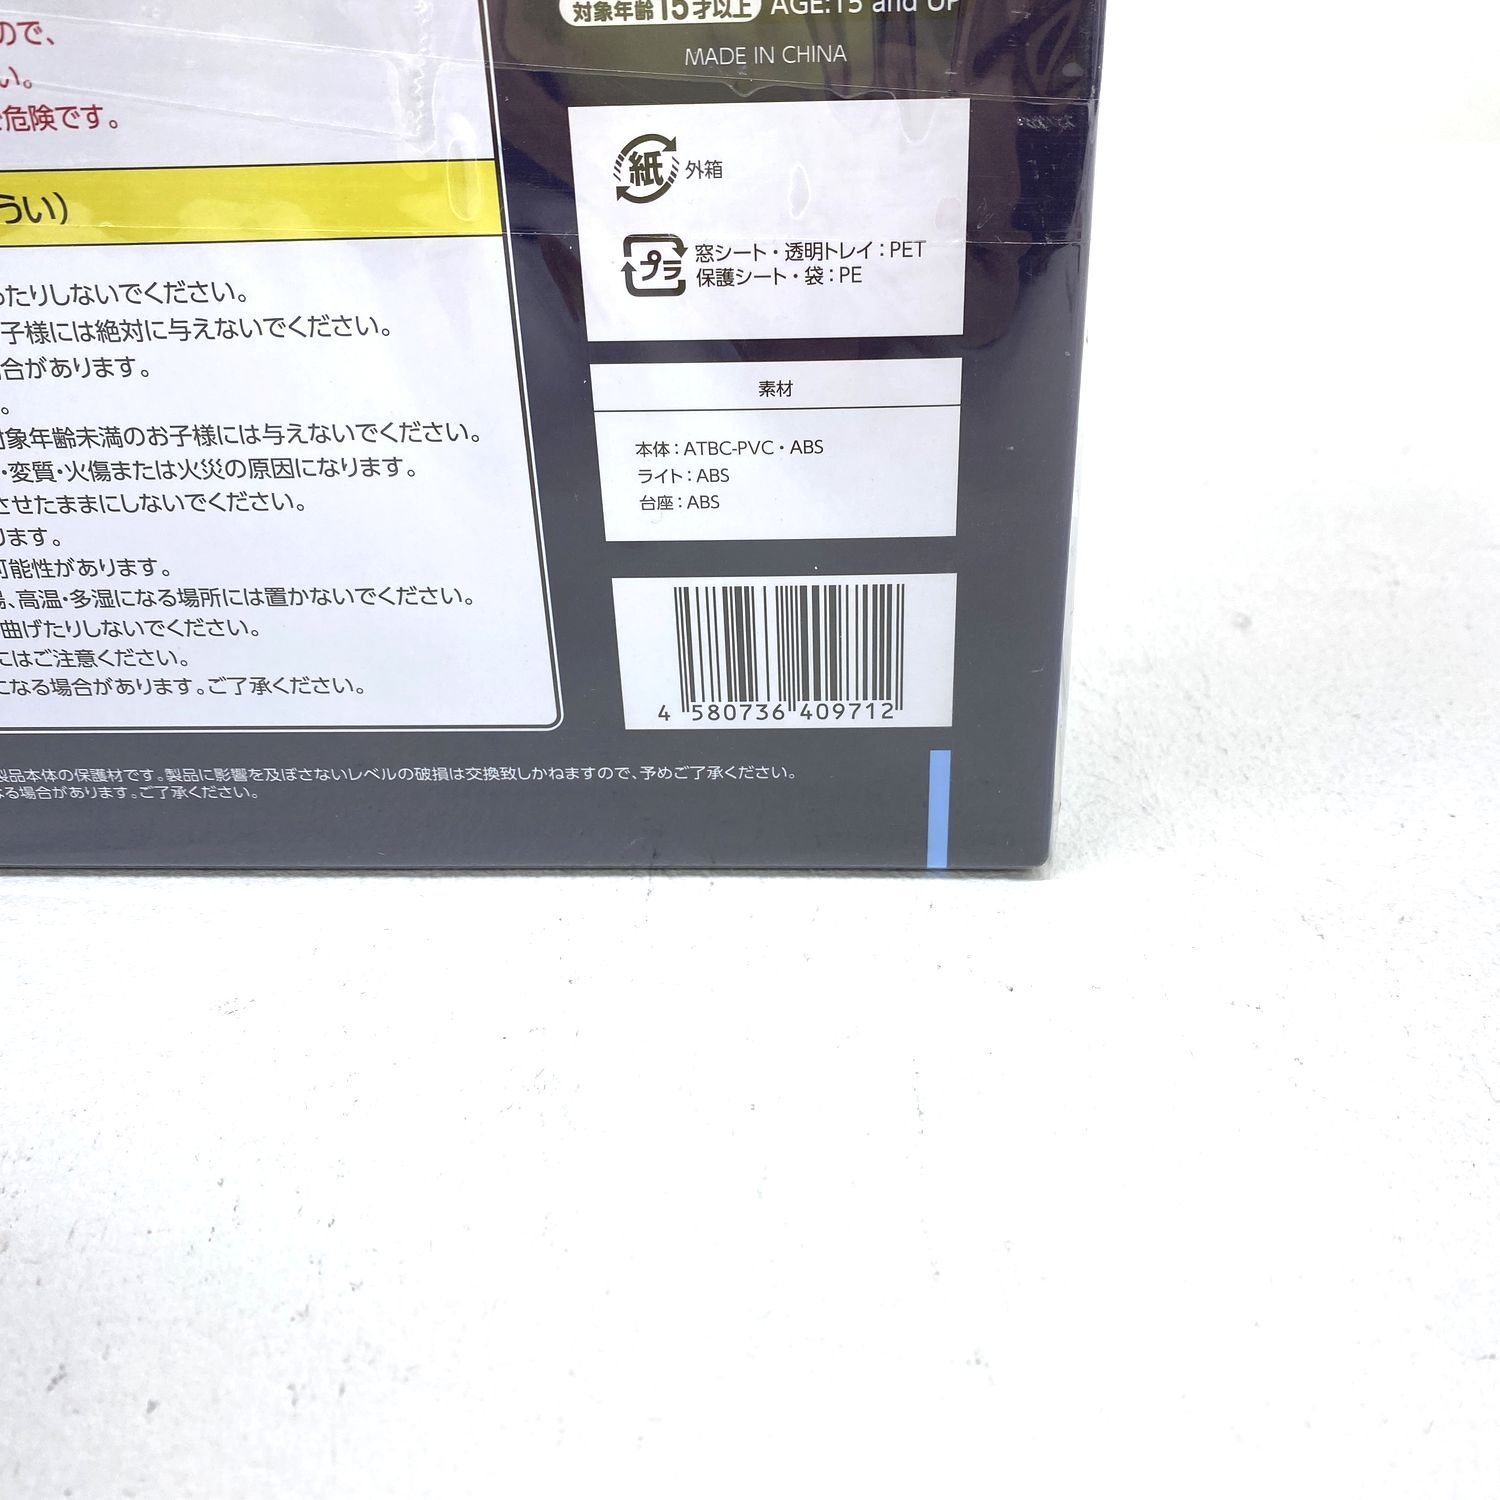 対象年齢15才以上 AGE:15 and UP
MADE IN CHINA
ので、
い。
危険です。
うい）
ったりしないでください。
子様には絶対に与えないでください。
合があります。
。
対象年齢未満のお子様には与えないでください。
・変質・火傷または火災の原因になります。
させたままにしないでください。
ります。
可能性があります。
場、高温・多湿になる場所には置かないでください。
曲げたりしないでください。
にはご注意ください。
になる場合があります。ご了承ください。
紙 外箱
プラ 窓シート・透明トレイ：PET
保護シート・袋：PE
素材
本体：ATBC-PVC・ABS
ライト：ABS
台座：ABS
4 580736 409712
製品本体の保護材です。製品に影響を及ぼさないレベルの破損は交換致しかねますので、予めご了承ください。
なる場合があります。ご了承ください。